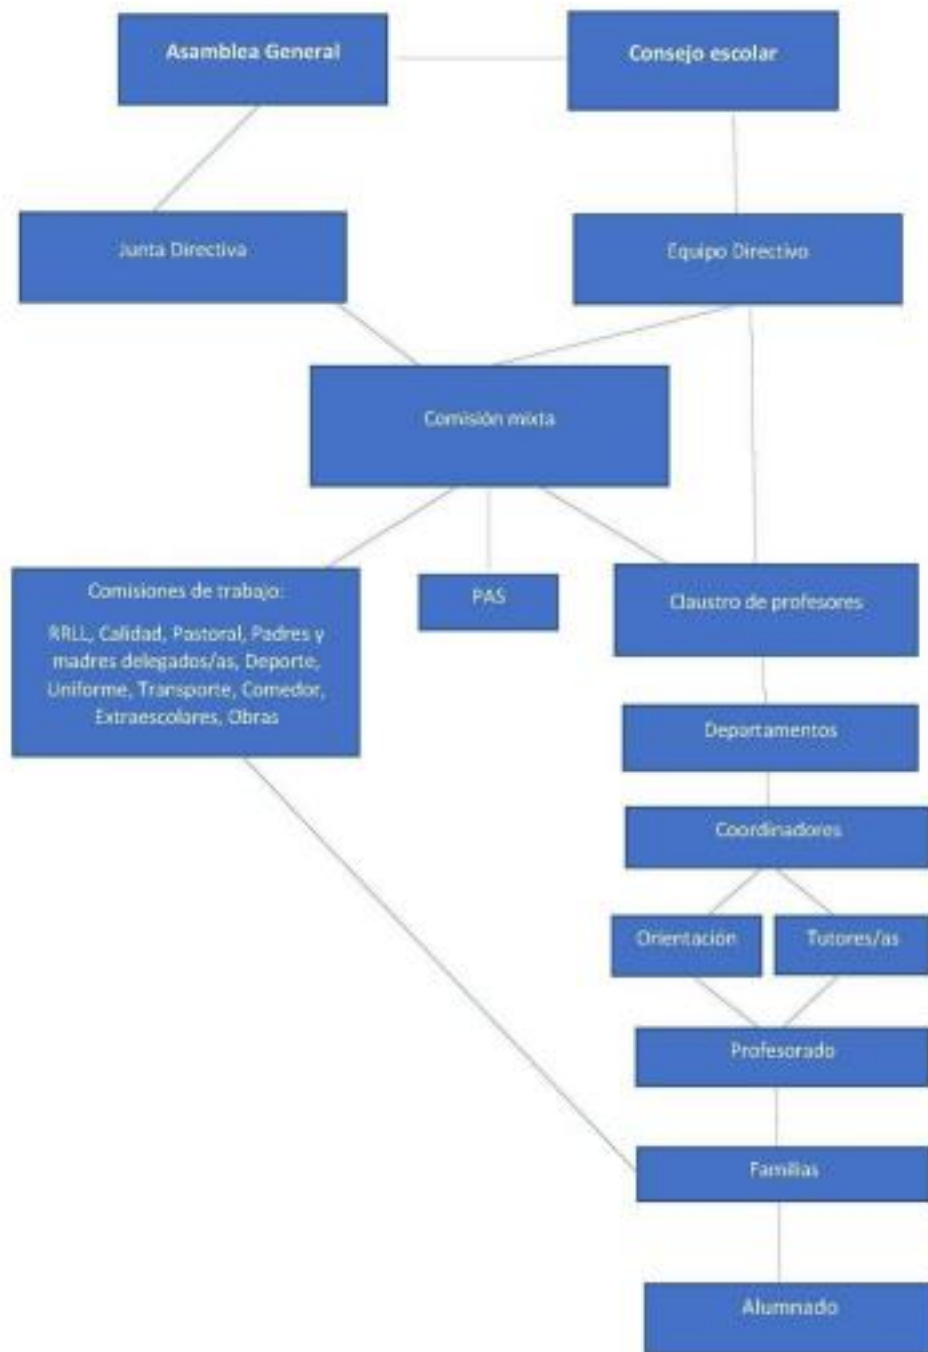 Asamblea General
Consejo escolar
Junta Directiva
Equipo Directivo
Comisión mixta
Comisiones de trabajo:
RRLL, Calidad, Pastoral, Padres y
madres delegados/as, Deporte,
Uniforme, Transporte, Comedor,
Extraescolares, Obras
PAS
Claustro de profesores
Departamentos
Coordinadores
Orientación
Tutores/as
Profesorado
Familias
Alumnado